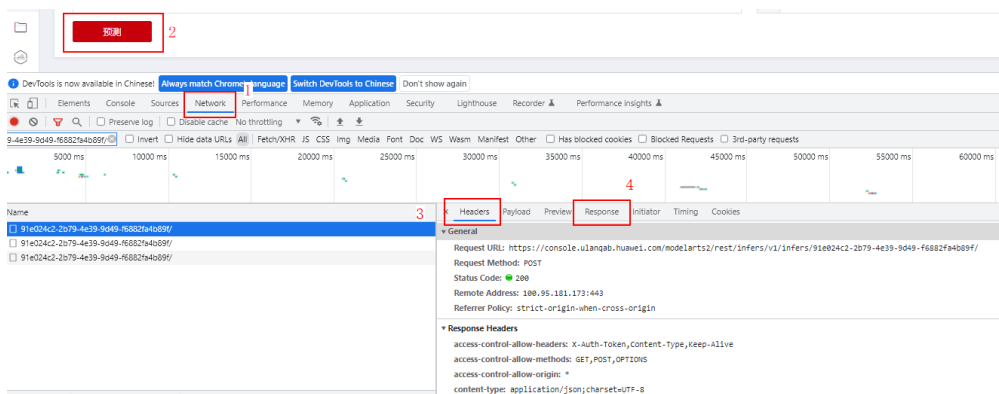 预测
2
DevTools is now available in Chinese! Always match Chrome's language Switch DevTools to Chinese Don't show again
1
Elements Console Sources Network Performance Memory Application Security Lighthouse Recorder Performance insights
Preserve log Disable cache No throttling
9-4e39-9d49-f6882fa4b89f/ Invert Hide data URLs All Fetch/XHR JS CSS Img Media Font Doc WS Wasm Manifest Other Has blocked cookies Blocked Requests 3rd-party requests
5000 ms 10000 ms 15000 ms 20000 ms 25000 ms 30000 ms 35000 ms 40000 ms 45000 ms 50000 ms 55000 ms 60000 ms
4
Name
3
× Headers Payload Preview Response Initiator Timing Cookies
91e024c2-2b79-4e39-9d49-f6882fa4b89f/
91e024c2-2b79-4e39-9d49-f6882fa4b89f/
91e024c2-2b79-4e39-9d49-f6882fa4b89f/
General
Request URL: https://console.ulanqab.huawei.com/modelarts2/rest/infers/v1/infers/91e024c2-2b79-4e39-9d49-f6882fa4b89f/
Request Method: POST
Status Code: 200
Remote Address: 100.95.181.173:443
Referrer Policy: strict-origin-when-cross-origin
Response Headers
access-control-allow-headers: X-Auth-Token,Content-Type,Keep-Alive
access-control-allow-methods: GET,POST,OPTIONS
access-control-allow-origin: *
content-type: application/json;charset=UTF-8